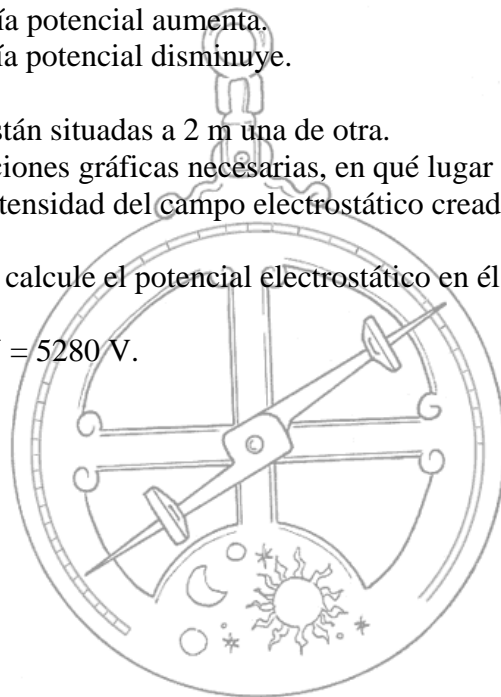 ía potencial aumenta.
ía potencial disminuye.
stán situadas a 2 m una de otra.
ciones gráficas necesarias, en qué lugar
tensidad del campo electrostático cread
calcule el potencial electrostático en él
= 5280 V.